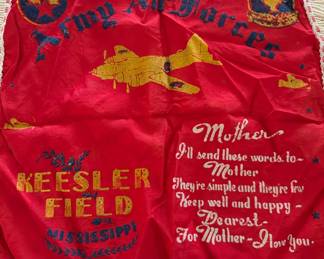 Army Air Forces
Mother
I'll send these words to-
Mother
They're simple and they're few
Keep well and happy -
Dearest -
For Mother - I love you.
KEESLER
FIELD
MISSISSIPPI